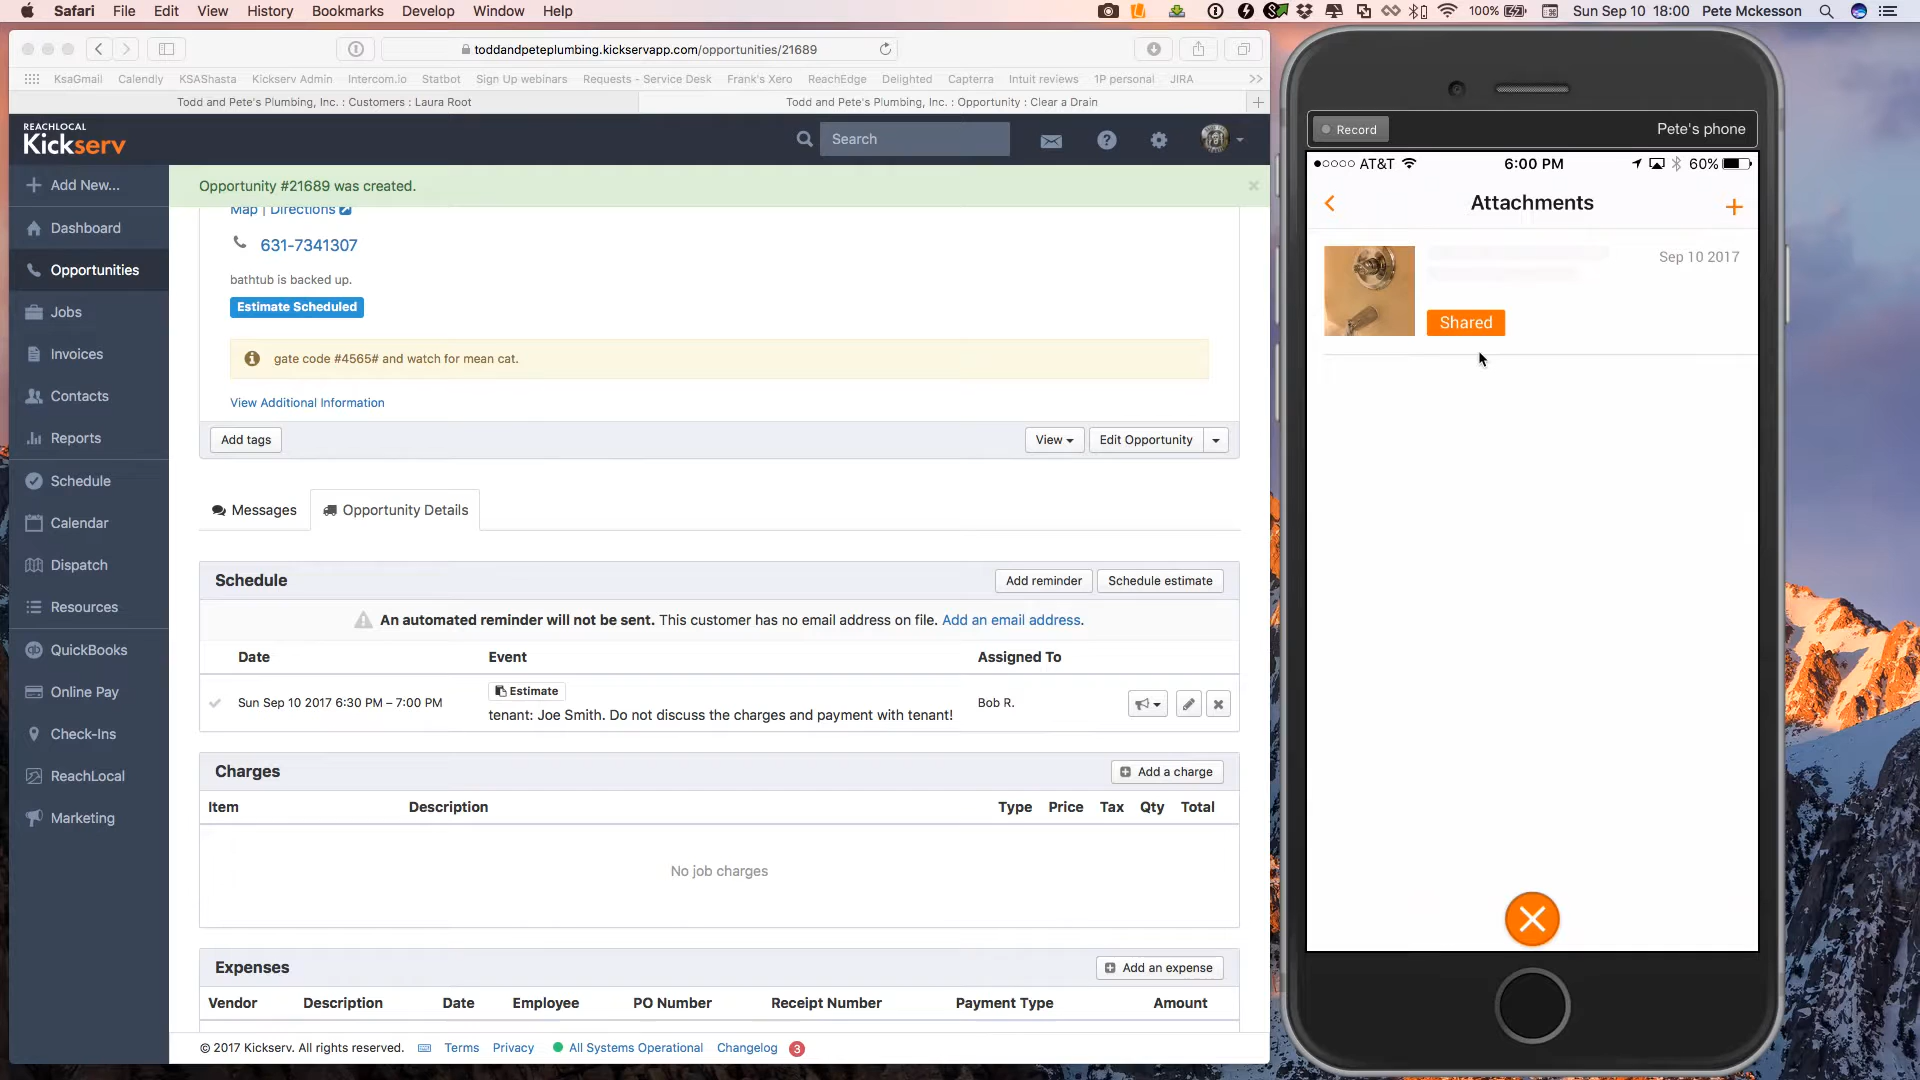 Safari File Edit View History Bookmarks Develop Window Help 100% Sun Sep 10 18:00 Pete Mckesson
toddandpeteplumbing.kickservapp.com/opportunities/21689
KsaGmail Calendly KSAShasta Kickserv Admin Intercom.io Statbot Sign Up webinars Requests - Service Desk Frank's Xero ReachEdge Delighted Capterra Intuit reviews 1P personal JIRA >>
Todd and Pete's Plumbing, Inc. : Customers : Laura Root
Todd and Pete's Plumbing, Inc. : Opportunity : Clear a Drain
REACHLOCAL
Kickserv
Search
Add New...
Dashboard
Opportunities
Jobs
Invoices
Contacts
Reports
Schedule
Calendar
Dispatch
Resources
QuickBooks
Online Pay
Check-Ins
ReachLocal
Marketing
Opportunity #21689 was created.
Map | Directions
631-7341307
bathtub is backed up.
Estimate Scheduled
gate code #4565# and watch for mean cat.
View Additional Information
Add tags View Edit Opportunity
Messages Opportunity Details
Schedule Add reminder Schedule estimate
An automated reminder will not be sent. This customer has no email address on file. Add an email address.
Date Event Assigned To
Estimate
Sun Sep 10 2017 6:30 PM – 7:00 PM Bob R.
tenant: Joe Smith. Do not discuss the charges and payment with tenant!
Charges Add a charge
Item Description Type Price Tax Qty Total
No job charges
Expenses Add an expense
Vendor Description Date Employee PO Number Receipt Number Payment Type Amount
© 2017 Kickserv. All rights reserved. Terms Privacy All Systems Operational Changelog 3
Record Pete's phone
AT&T 6:00 PM 60%
Attachments
Sep 10 2017
Shared